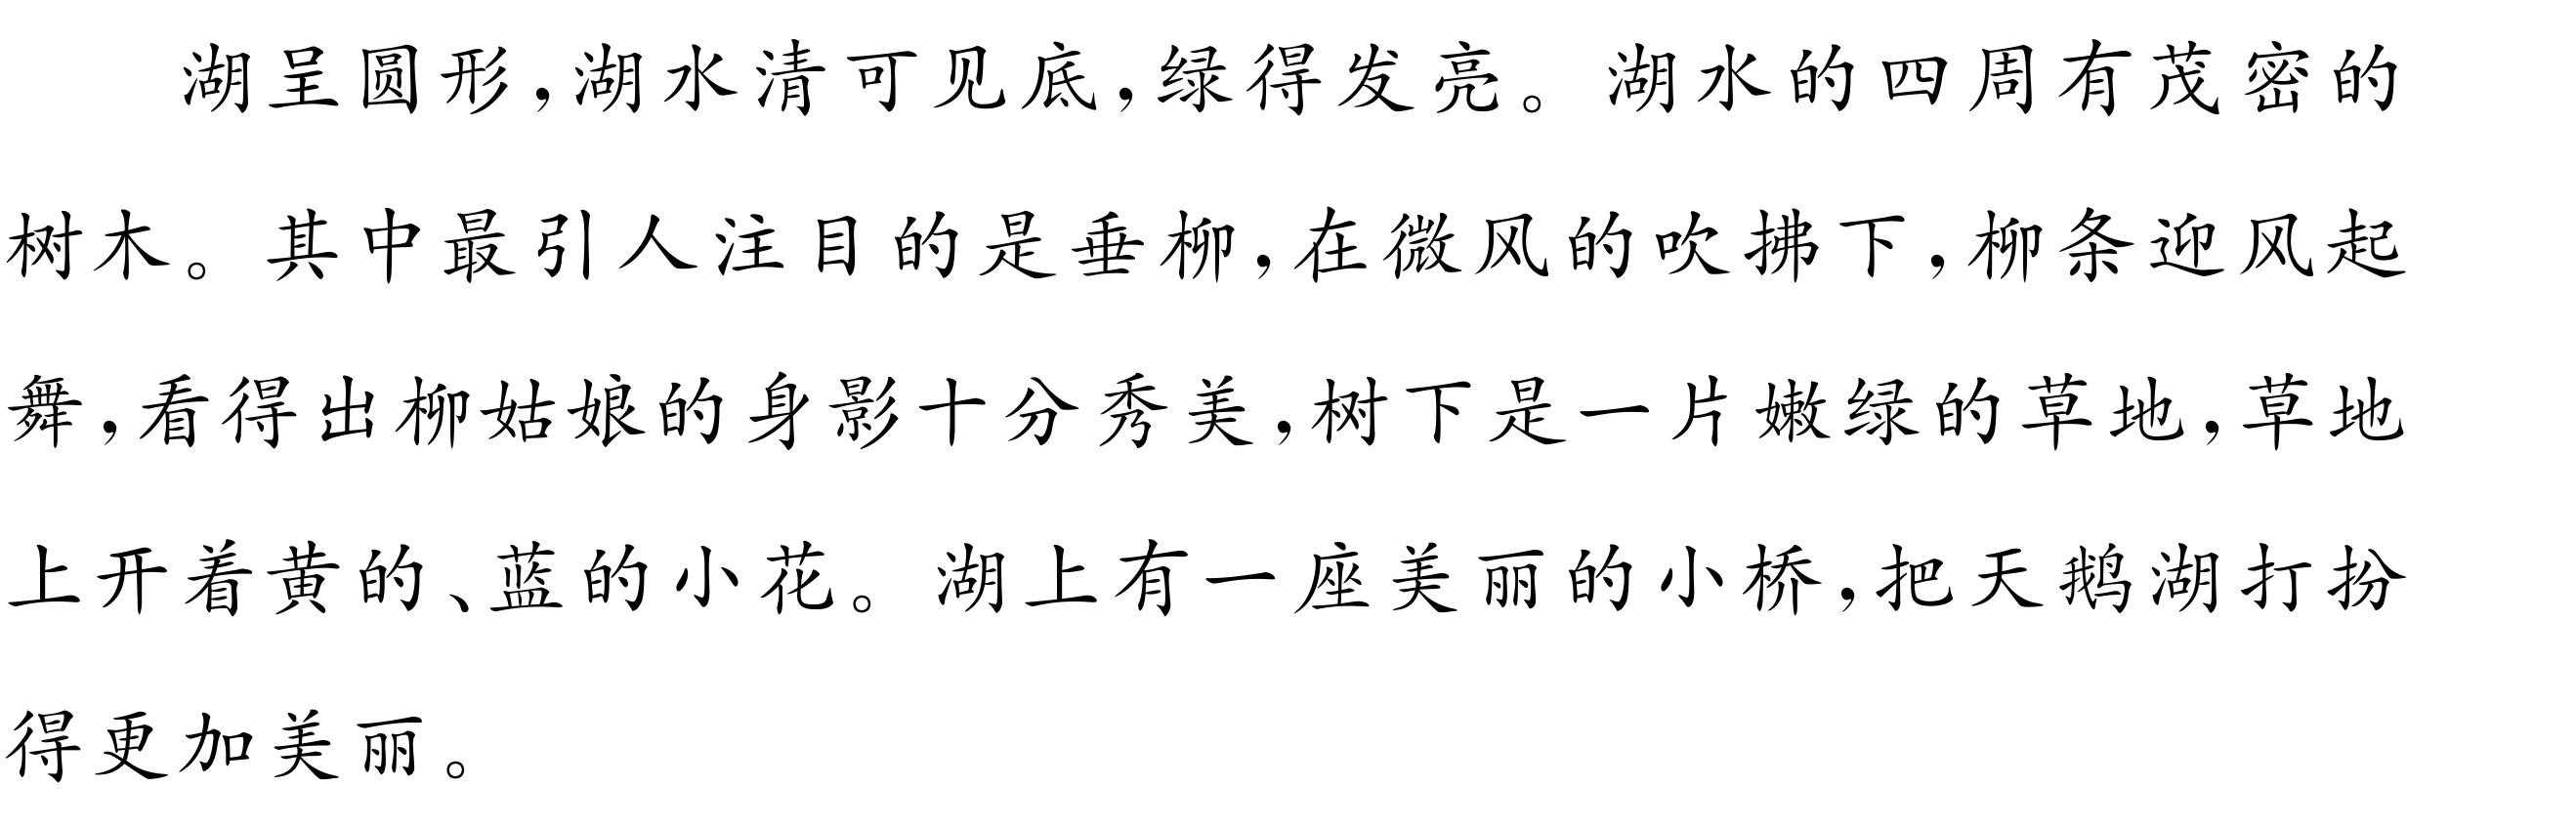 湖呈圆形,湖水清可见底,绿得发亮。湖水的四周有茂密的
树木。其中最引人注目的是垂柳,在微风的吹拂下,柳条迎风起
舞,看得出柳姑娘的身影十分秀美,树下是一片嫩绿的草地,草地
上开着黄的、蓝的小花。湖上有一座美丽的小桥,把天鹅湖打扮
得更加美丽。